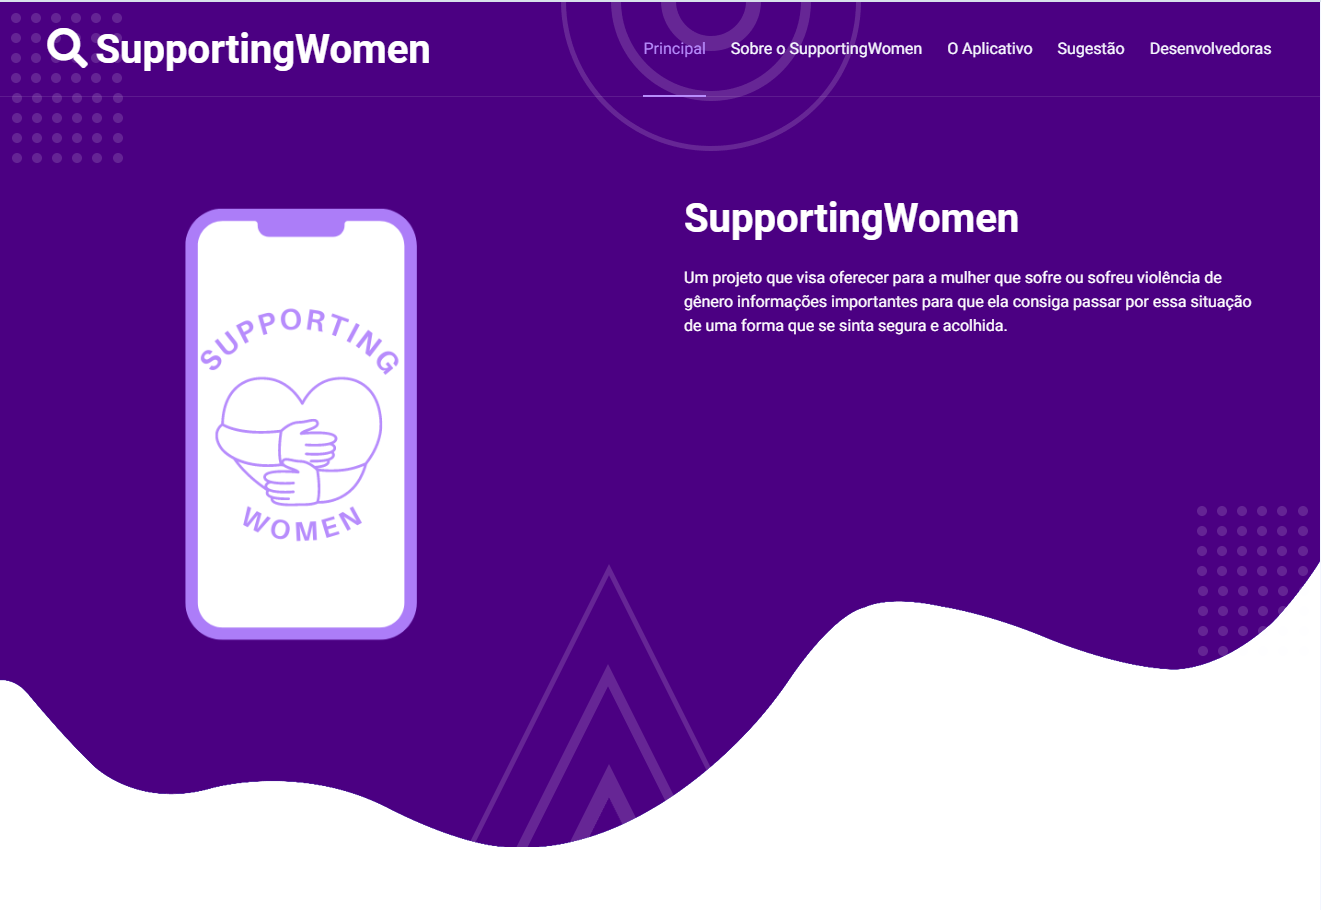 SupportingWomen
Principal Sobre o SupportingWomen O Aplicativo Sugestão Desenvolvedoras
SUPPORTING
WOMEN
SupportingWomen
Um projeto que visa oferecer para a mulher que sofre ou sofreu violência de
gênero informações importantes para que ela consiga passar por essa situação
de uma forma que se sinta segura e acolhida.